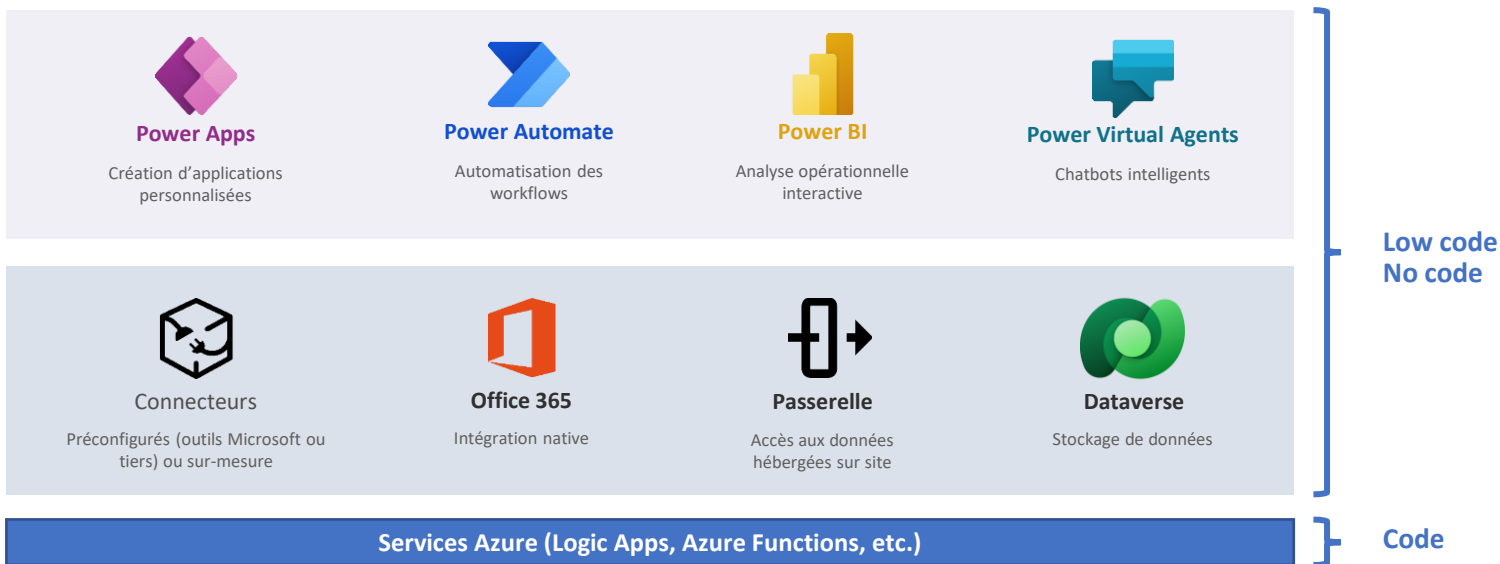 Power Apps
Création d’applications
personnalisées
Power Automate
Automatisation des
workflows
Power BI
Analyse opérationnelle
interactive
Power Virtual Agents
Chatbots intelligents
Low code
No code
Connecteurs
Préconfigurés (outils Microsoft ou
tiers) ou sur-mesure
Office 365
Intégration native
Passerelle
Accès aux données
hébergées sur site
Dataverse
Stockage de données
Services Azure (Logic Apps, Azure Functions, etc.)
Code